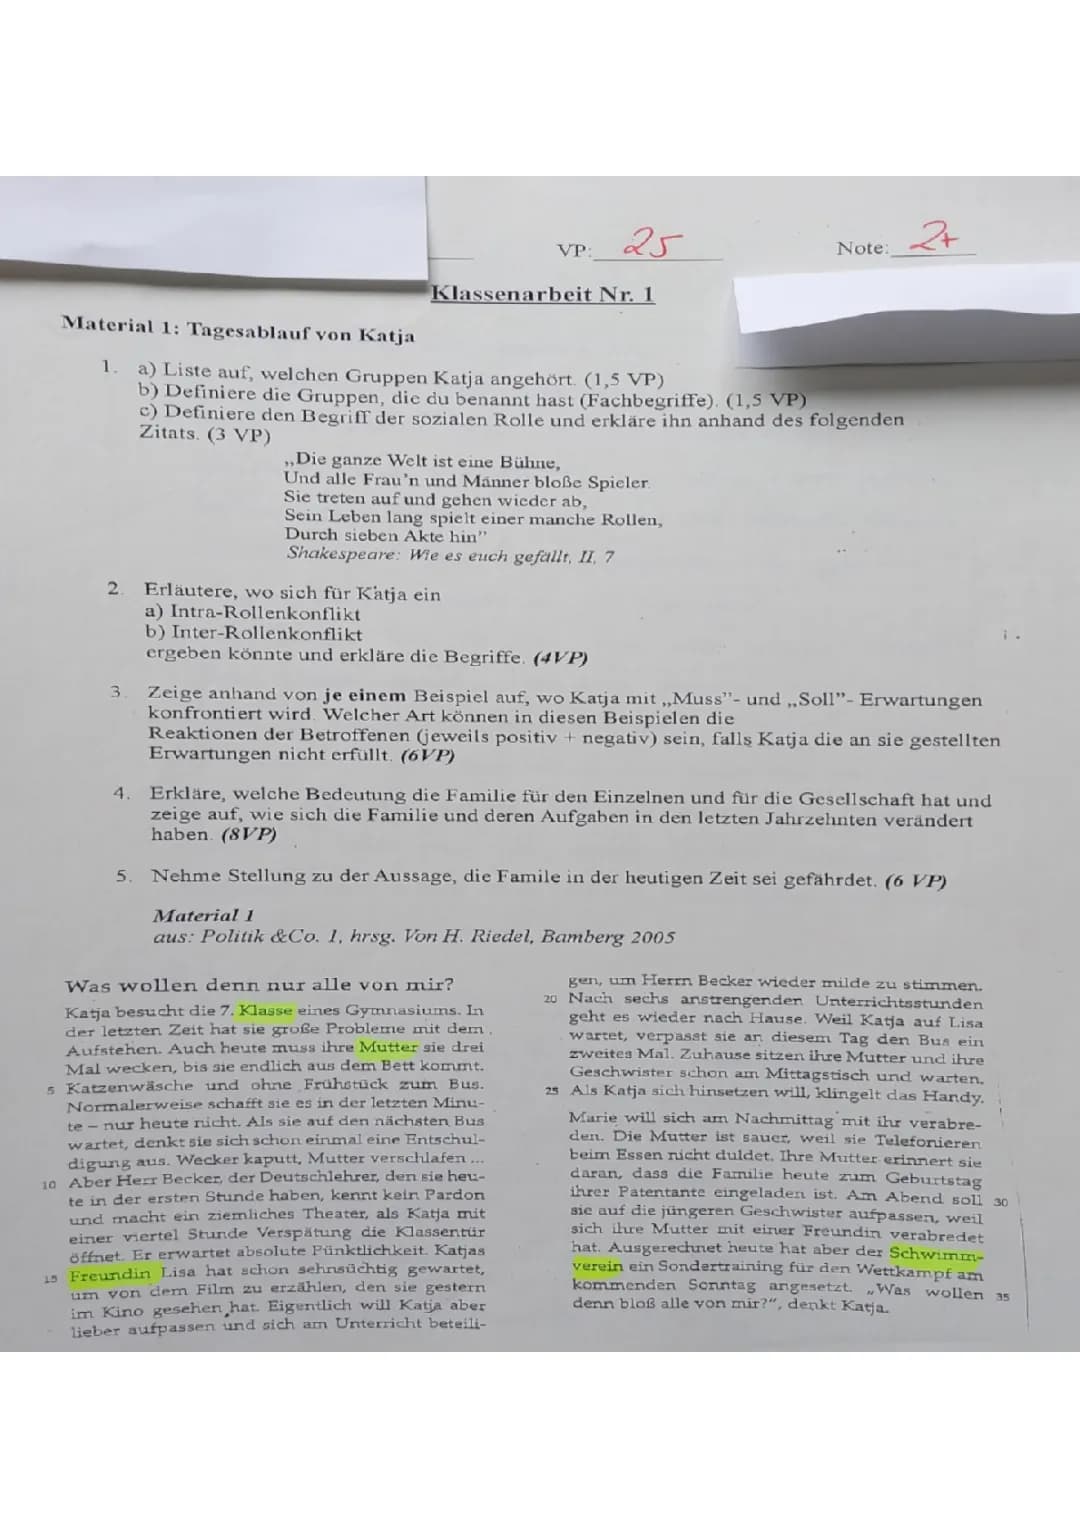 VP: 25
Note: 2+
Klassenarbeit Nr. 1
Material 1: Tagesablauf von Katja
1. a) Liste auf, welchen Gruppen Katja angehört. (1,5 VP)
b) Definiere die Gruppen, die du benannt hast (Fachbegriffe). (1,5 VP)
c) Definiere den Begriff der sozialen Rolle und erkläre ihn anhand des folgenden
Zitats. (3 VP)
„Die ganze Welt ist eine Bühne,
Und alle Frau'n und Männer bloße Spieler.
Sie treten auf und gehen wieder ab,
Sein Leben lang spielt einer manche Rollen,
Durch sieben Akte hin"
Shakespeare: Wie es euch gefällt, II, 7
2. Erläutere, wo sich für Katja ein
a) Intra-Rollenkonflikt
b) Inter-Rollenkonflikt
ergeben könnte und erkläre die Begriffe. (4VP)
3. Zeige anhand von je einem Beispiel auf, wo Katja mit „Muss"- und „Soll"- Erwartungen
konfrontiert wird. Welcher Art können in diesen Beispielen die
Reaktionen der Betroffenen (jeweils positiv + negativ) sein, falls Katja die an sie gestellten
Erwartungen nicht erfüllt. (6VP)
4. Erkläre, welche Bedeutung die Familie für den Einzelnen und für die Gesellschaft hat und
zeige auf, wie sich die Familie und deren Aufgaben in den letzten Jahrzehnten verändert
haben. (8VP)
5. Nehme Stellung zu der Aussage, die Famile in der heutigen Zeit sei gefährdet. (6 VP)
Material 1
aus: Politik &Co. 1, hrsg. Von H. Riedel, Bamberg 2005
Was wollen denn nur alle von mir?
Katja besucht die 7. Klasse eines Gymnasiums. In
der letzten Zeit hat sie große Probleme mit dem
Aufstehen. Auch heute muss ihre Mutter sie drei
Mal wecken, bis sie endlich aus dem Bett kommt.
5 Katzenwäsche und ohne Frühstück zum Bus.
Normalerweise schafft sie es in der letzten Minu-
te – nur heute nicht. Als sie auf den nächsten Bus
wartet, denkt sie sich schon einmal eine Entschul-
digung aus. Wecker kaputt, Mutter verschlafen ...
10 Aber Herr Becker, der Deutschlehrer, den sie heu-
te in der ersten Stunde haben, kennt kein Pardon
und macht ein ziemliches Theater, als Katja mit
einer viertel Stunde Verspätung die Klassentür
öffnet. Er erwartet absolute Pünktlichkeit. Katjas
15 Freundin Lisa hat schon sehnsüchtig gewartet,
um von dem Film zu erzählen, den sie gestern
im Kino gesehen hat. Eigentlich will Katja aber
lieber aufpassen und sich am Unterricht beteili-
gen, um Herrn Becker wieder milde zu stimmen.
20 Nach sechs anstrengenden Unterrichtsstunden
geht es wieder nach Hause. Weil Katja auf Lisa
wartet, verpasst sie an diesem Tag den Bus ein
zweites Mal. Zuhause sitzen ihre Mutter und ihre
Geschwister schon am Mittagstisch und warten.
25 Als Katja sich hinsetzen will, klingelt das Handy.
Marie will sich am Nachmittag mit ihr verabre-
den. Die Mutter ist sauer, weil sie Telefonieren
beim Essen nicht duldet. Ihre Mutter erinnert sie
daran, dass die Familie heute zum Geburtstag
ihrer Patentante eingeladen ist. Am Abend soll 30
sie auf die jüngeren Geschwister aufpassen, weil
sich ihre Mutter mit einer Freundin verabredet
hat. Ausgerechnet heute hat aber der Schwimm-
verein ein Sondertraining für den Wettkampf am
kommenden Sonntag angesetzt. „Was wollen 35
denn bloß alle von mir?", denkt Katja.